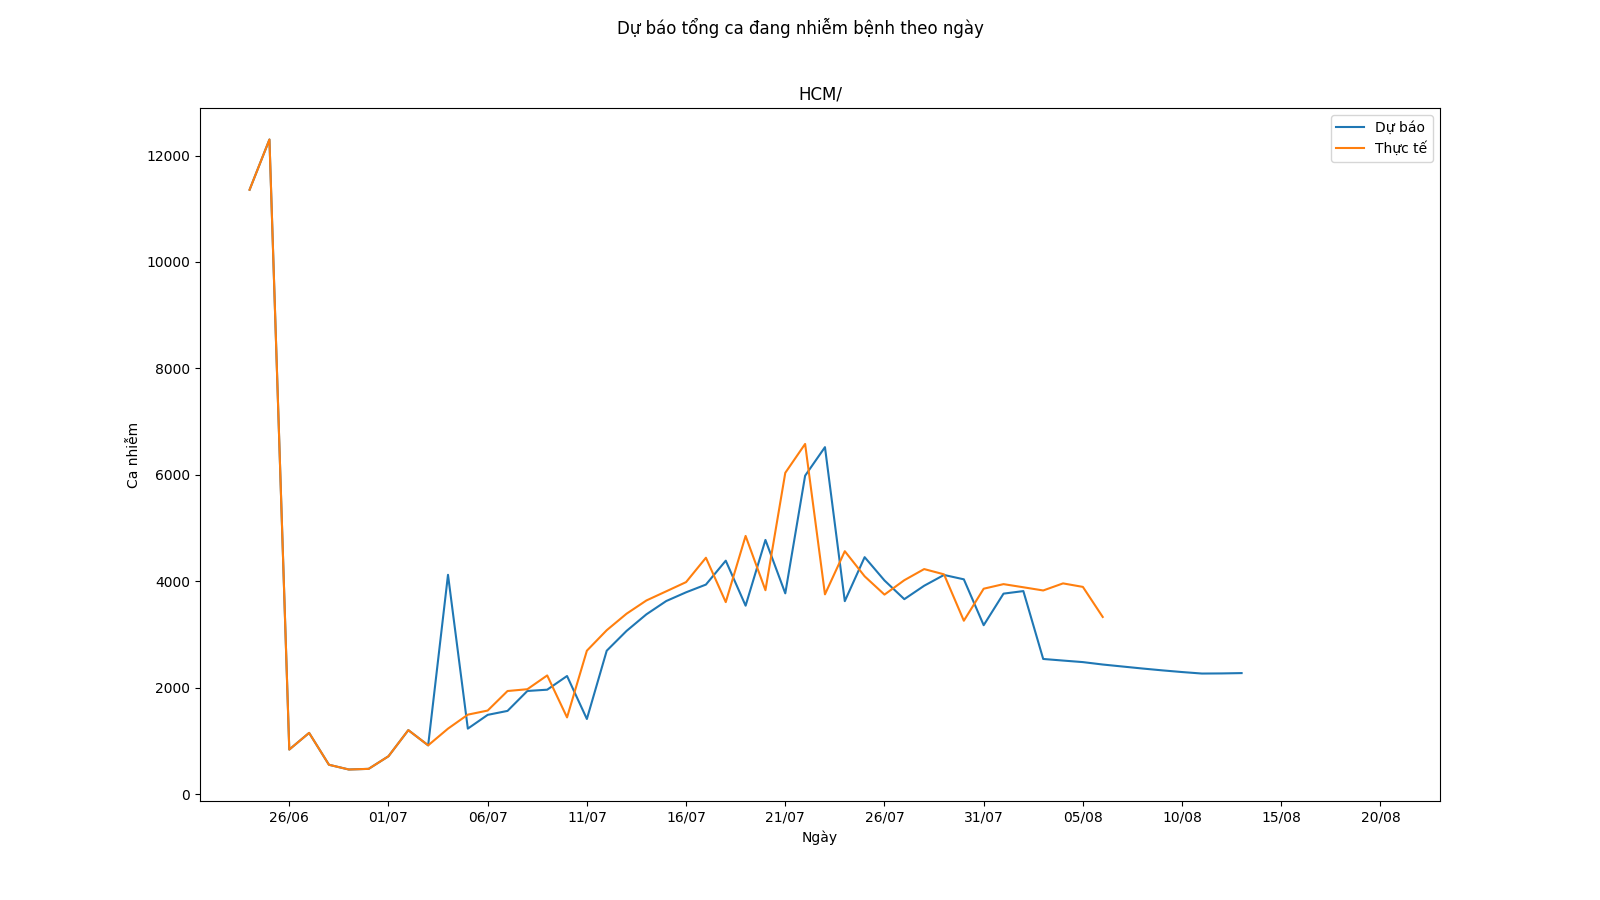 Dự báo tổng ca đang nhiễm bệnh theo ngày
HCM/
Dự báo
Thực tế
12000
10000
8000
6000
4000
2000
0
Ca nhiễm
26/06 01/07 06/07 11/07 16/07 21/07 26/07 31/07 05/08 10/08 15/08 20/08
Ngày